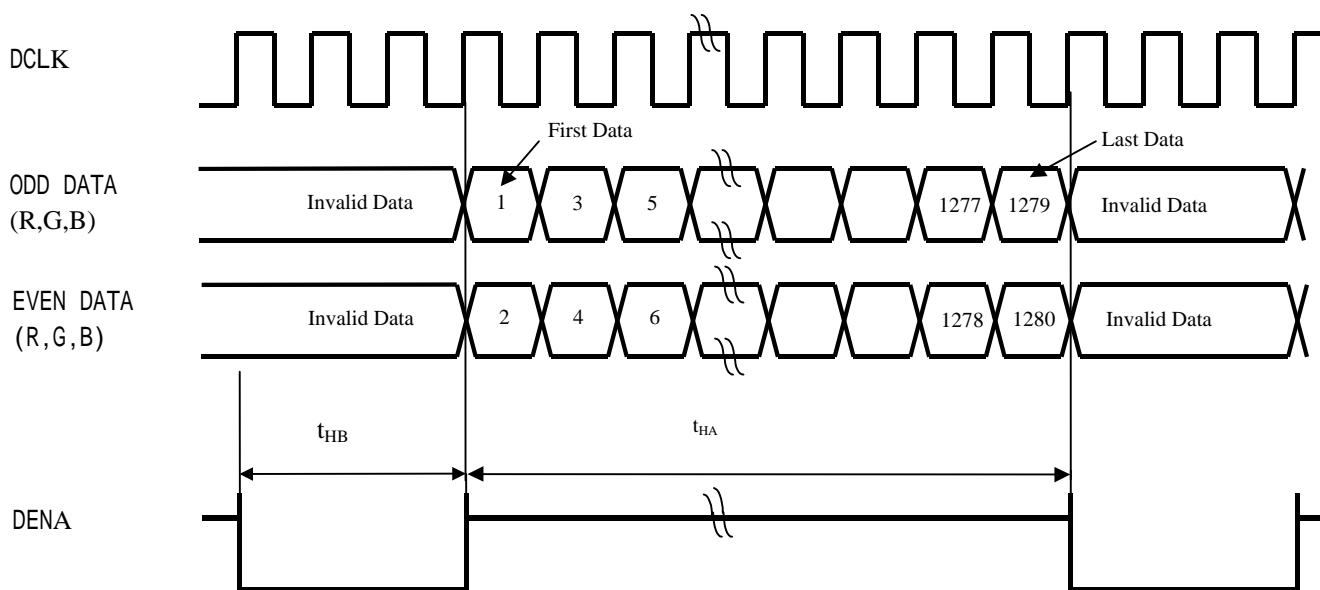 DCLK
First Data
Last Data
ODD DATA
(R,G,B)
Invalid Data 1 3 5 1277 1279 Invalid Data
EVEN DATA
(R,G,B)
Invalid Data 2 4 6 1278 1280 Invalid Data
tHB tHA
DENA